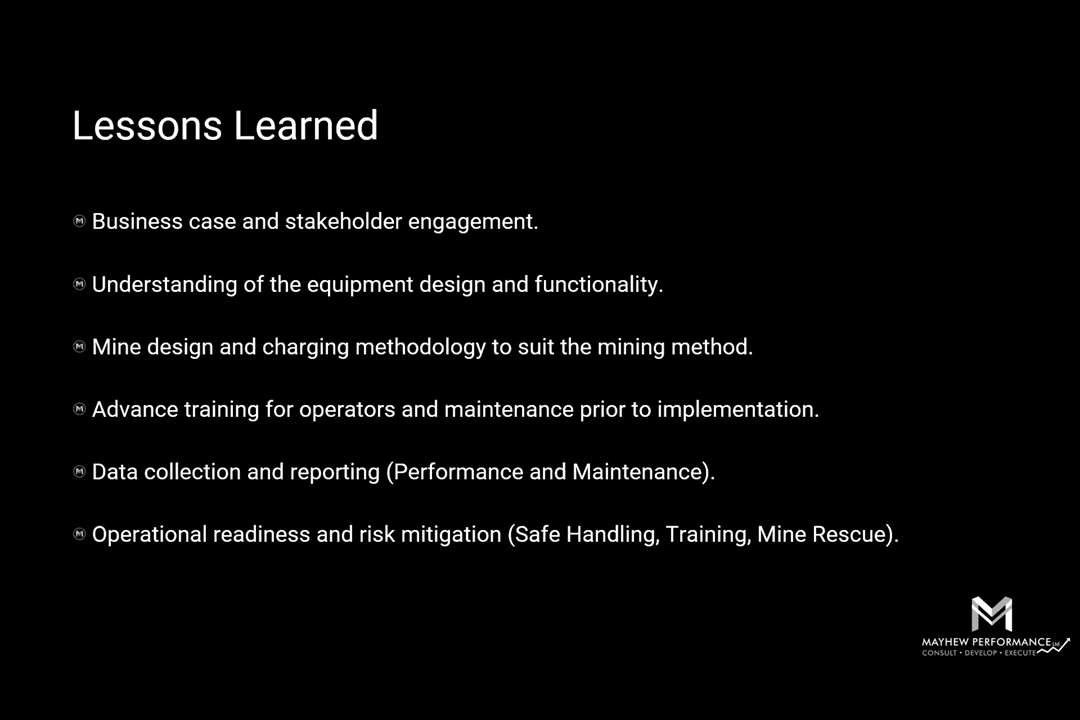 Lessons Learned
Business case and stakeholder engagement.
Understanding of the equipment design and functionality.
Mine design and charging methodology to suit the mining method.
Advance training for operators and maintenance prior to implementation.
Data collection and reporting (Performance and Maintenance).
Operational readiness and risk mitigation (Safe Handling, Training, Mine Rescue).
MAYHEW PERFORMANCE Ltd
CONSULT • DEVELOP • EXECUTE